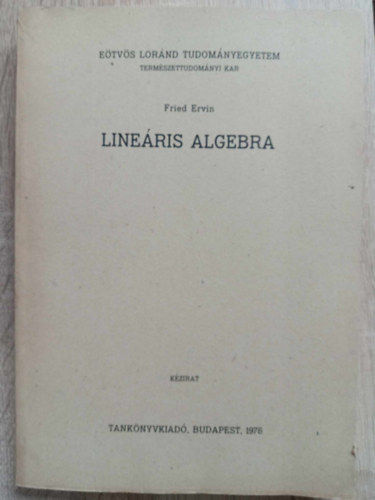 EÖTVÖS LORÁND TUDOMÁNYEGYETEM
TERMÉSZETTUDOMÁNYI KAR
Fried Ervin
LINEÁRIS ALGEBRA
KÉZIRAT
TANKÖNYVKIADÓ, BUDAPEST, 1976